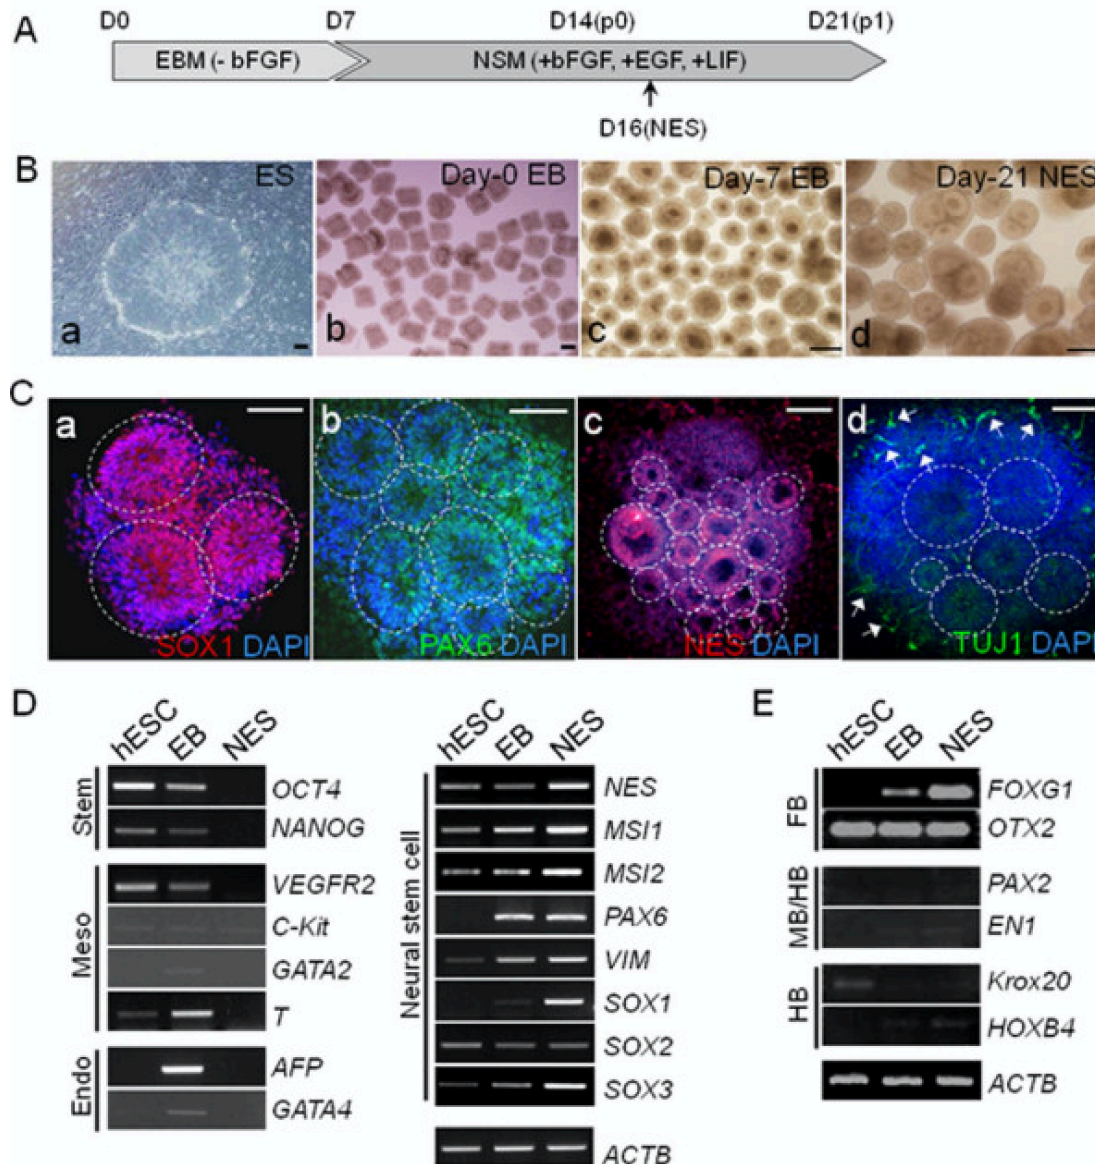 A
D0 D7 D14(p0) D21(p1)
EBM (- bFGF) NSM (+bFGF, +EGF, +LIF)
D16(NES)
B
ES Day-0 EB Day-7 EB Day-21 NES
a b c d
C
a b c d
SOX1 DAPI PAX6 DAPI NES DAPI TUJ1 DAPI
D
hESC EB NES
Stem
OCT4
NANOG
Meso
VEGFR2
C-Kit
GATA2
T
Endo
AFP
GATA4
hESC EB NES
Neural stem cell
NES
MSI1
MSI2
PAX6
VIM
SOX1
SOX2
SOX3
ACTB
E
hESC EB NES
FB
FOXG1
OTX2
MB/HB
PAX2
EN1
HB
Krox20
HOXB4
ACTB